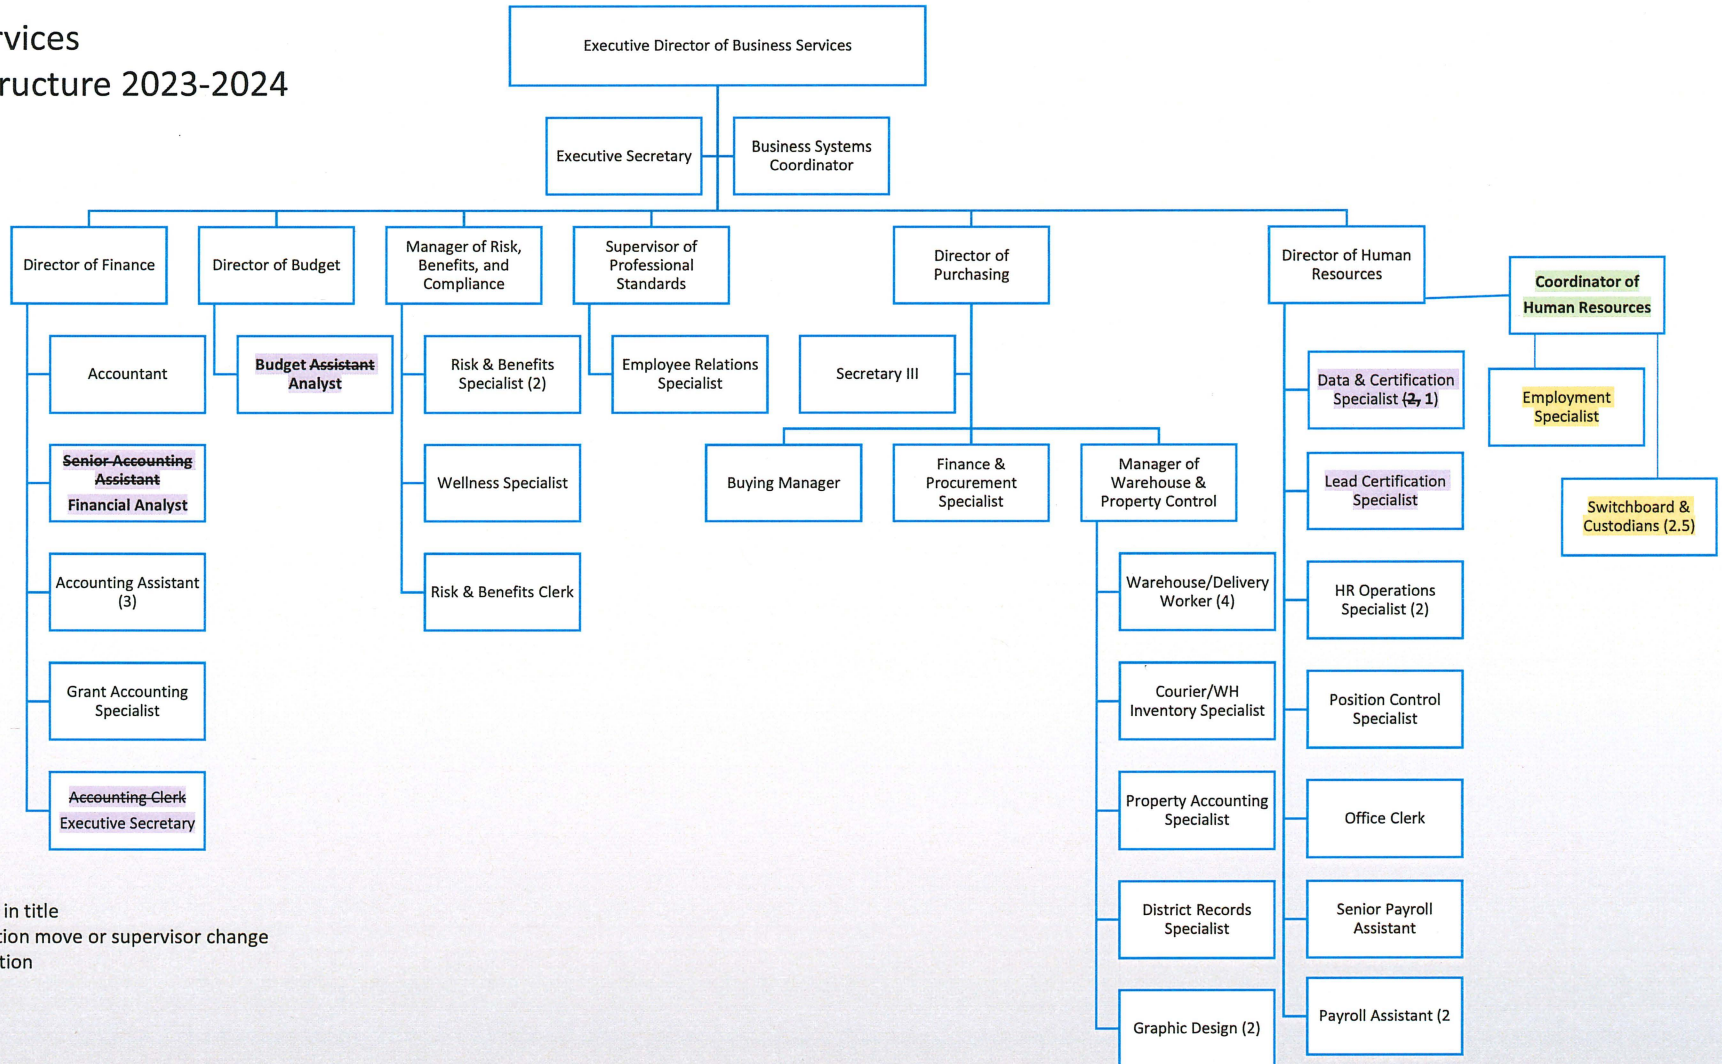 rvices
ructure 2023-2024
Executive Director of Business Services
Executive Secretary
Business Systems
Coordinator
Director of Finance
Director of Budget
Manager of Risk,
Benefits, and
Compliance
Supervisor of
Professional
Standards
Director of
Purchasing
Director of Human
Resources
Coordinator of
Human Resources
Accountant
Senior Accounting
Assistant
Financial Analyst
Accounting Assistant
(3)
Grant Accounting
Specialist
Accounting Clerk
Executive Secretary
Budget Assistant
Analyst
Risk & Benefits
Specialist (2)
Wellness Specialist
Risk & Benefits Clerk
Employee Relations
Specialist
Secretary III
Buying Manager
Finance &
Procurement
Specialist
Manager of
Warehouse &
Property Control
Warehouse/Delivery
Worker (4)
Courier/WH
Inventory Specialist
Property Accounting
Specialist
District Records
Specialist
Graphic Design (2)
Data & Certification
Specialist (2, 1)
Lead Certification
Specialist
HR Operations
Specialist (2)
Position Control
Specialist
Office Clerk
Senior Payroll
Assistant
Payroll Assistant (2
Employment
Specialist
Switchboard &
Custodians (2.5)
in title
tion move or supervisor change
tion